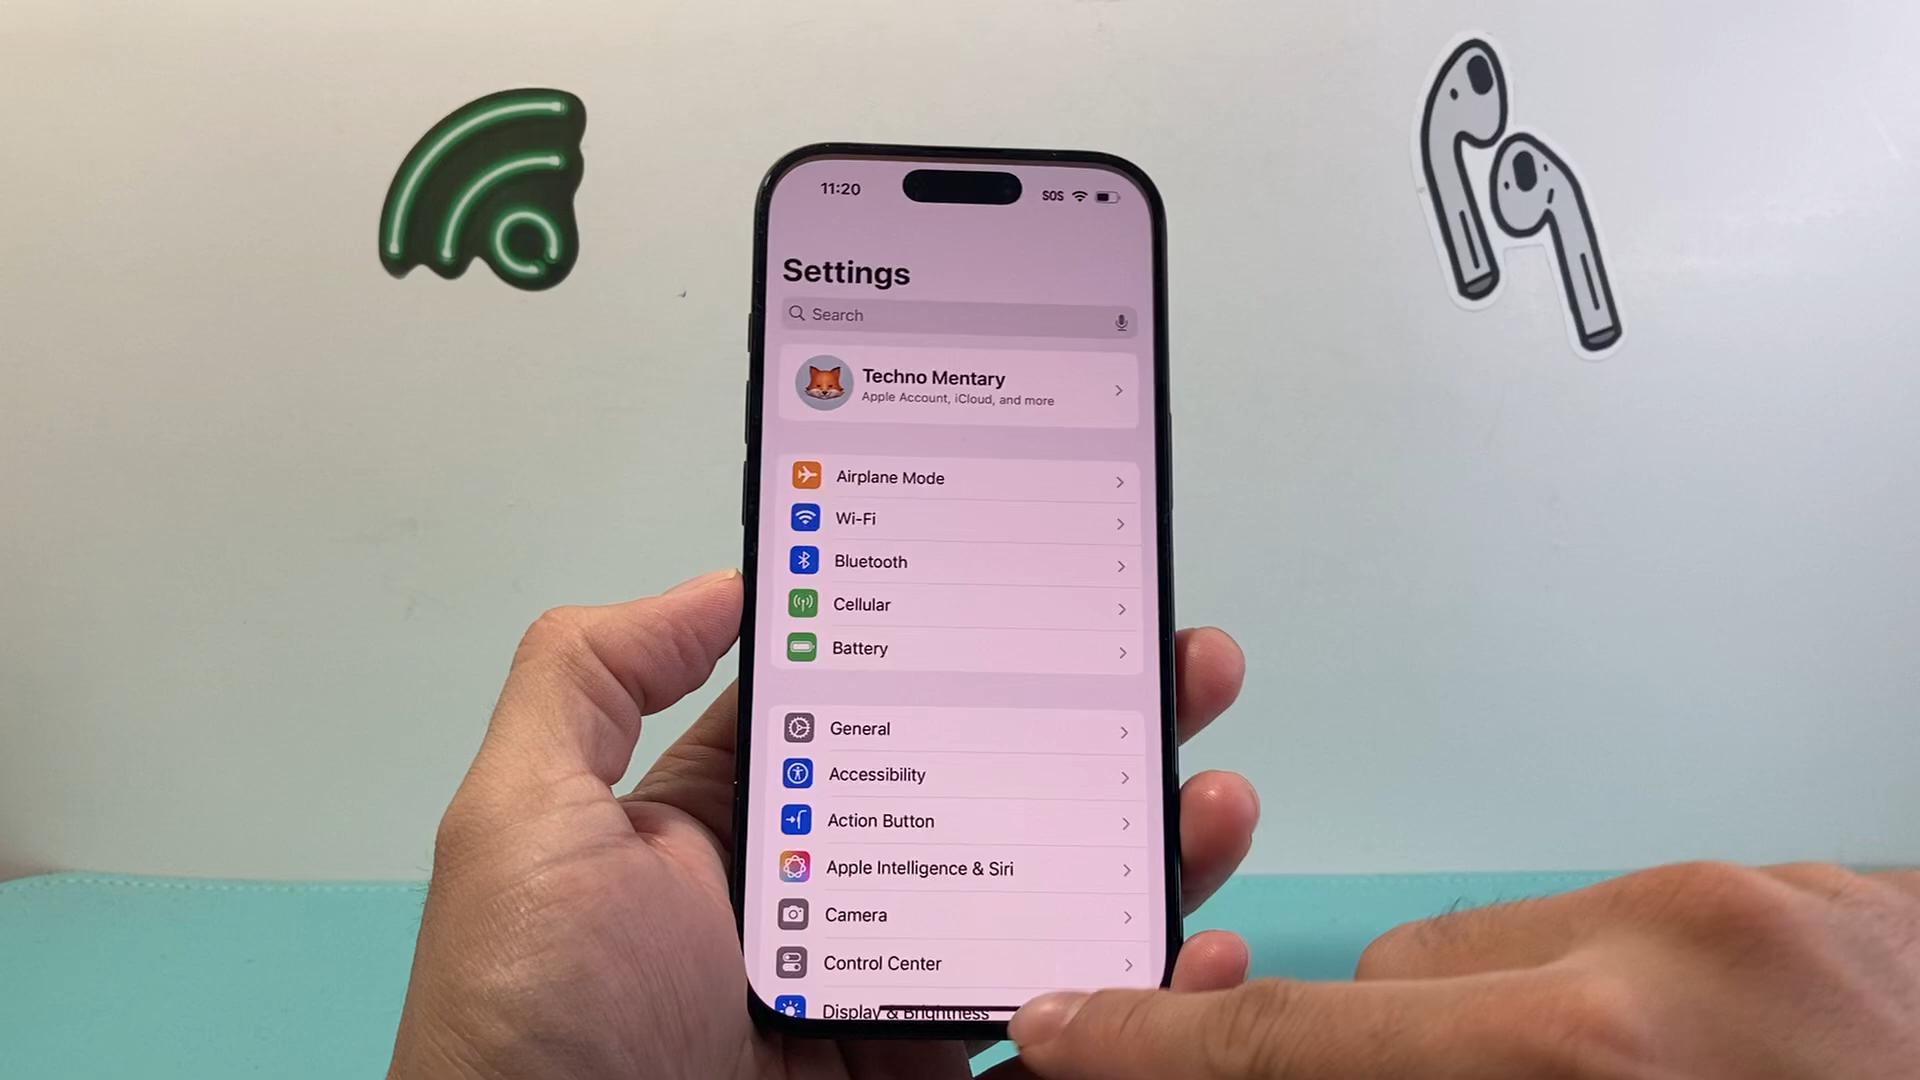 11:20
SOS
Settings
Search
Techno Mentary
Apple Account, iCloud, and more
Airplane Mode
Wi-Fi
Bluetooth
Cellular
Battery
General
Accessibility
Action Button
Apple Intelligence & Siri
Camera
Control Center
Display & Brightness